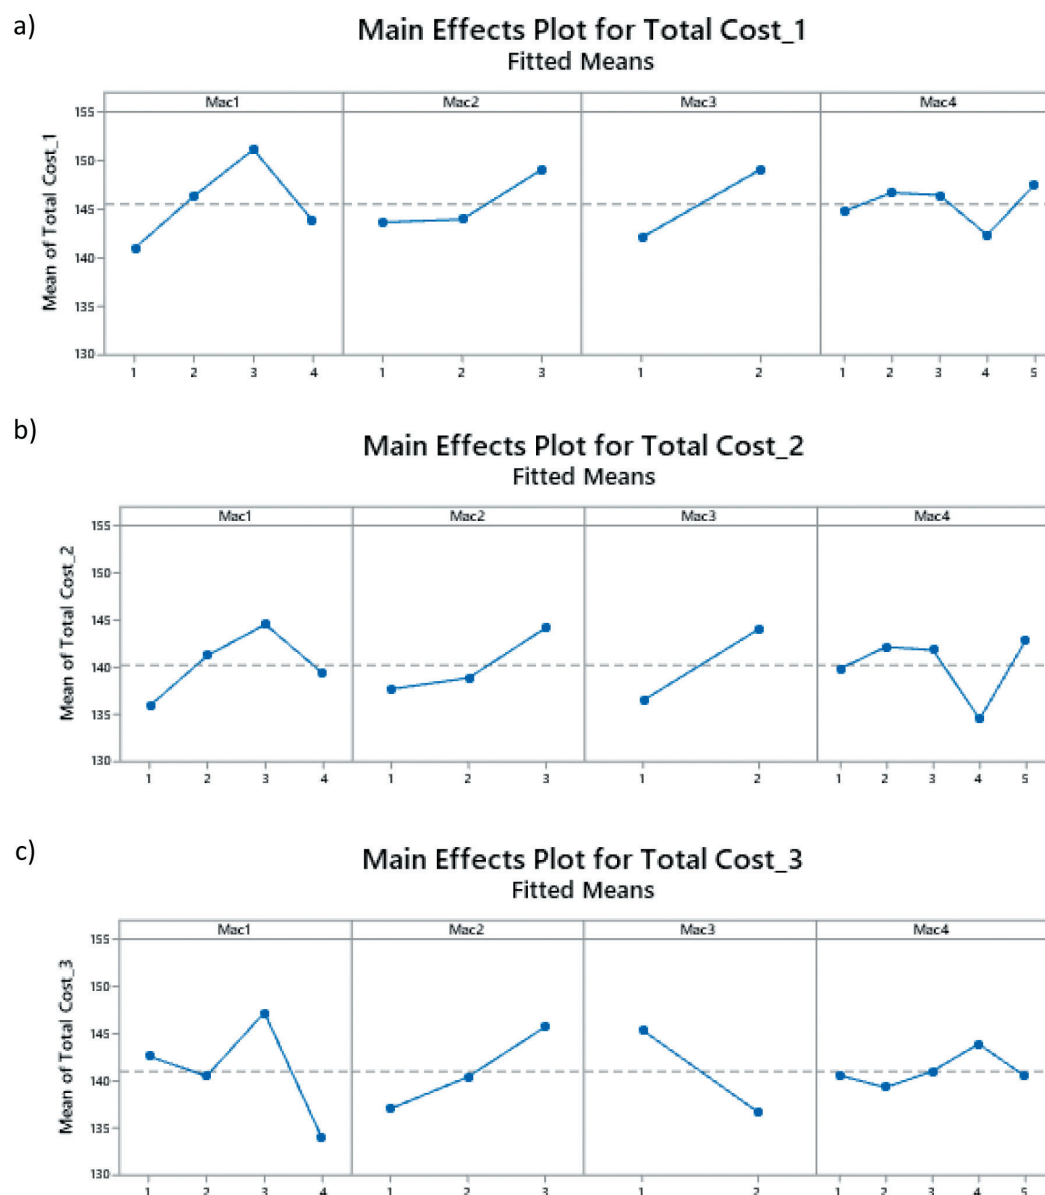 a)
Main Effects Plot for Total Cost_1
Fitted Means
Mac1 Mac2 Mac3 Mac4
Mean of Total Cost_1
155
150
145
140
135
130
1 2 3 4 1 2 3 1 2 1 2 3 4 5
b)
Main Effects Plot for Total Cost_2
Fitted Means
Mac1 Mac2 Mac3 Mac4
Mean of Total Cost_2
155
150
145
140
135
130
1 2 3 4 1 2 3 1 2 1 2 3 4 5
c)
Main Effects Plot for Total Cost_3
Fitted Means
Mac1 Mac2 Mac3 Mac4
Mean of Total Cost_3
155
150
145
140
135
130
1 2 3 4 1 2 3 1 2 1 2 3 4 5